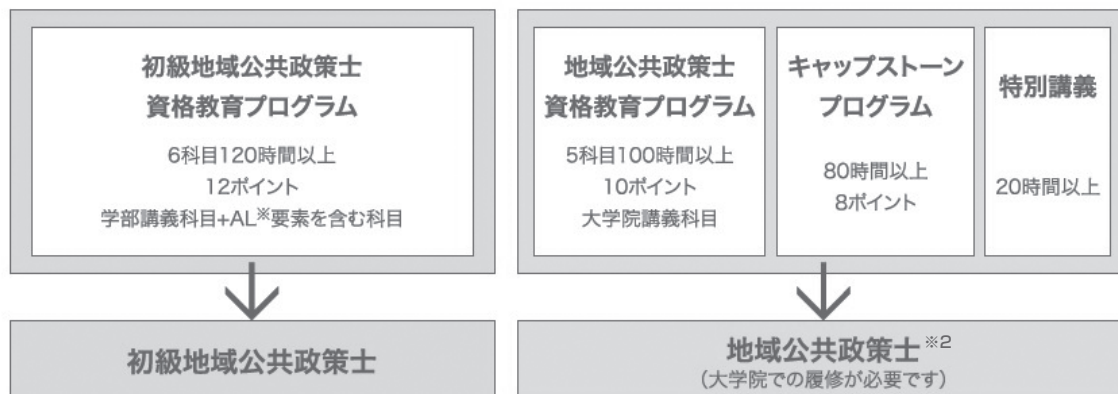 初級地域公共政策士
資格教育プログラム
6科目120時間以上
12ポイント
学部講義科目+AL※要素を含む科目
地域公共政策士
資格教育プログラム
5科目100時間以上
10ポイント
大学院講義科目
キャップストーン
プログラム
80時間以上
8ポイント
特別講義
20時間以上
初級地域公共政策士
地域公共政策士※2
(大学院での履修が必要です)